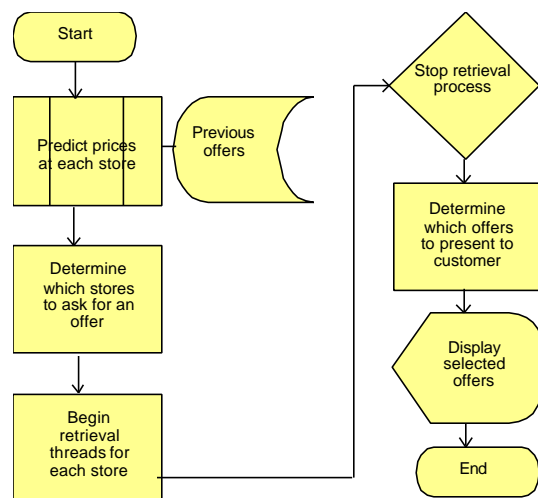 Start
Predict prices
at each store
Previous
offers
Determine
which stores
to ask for an
offer
Begin
retrieval
threads for
each store
Stop retrieval
process
Determine
which offers
to present to
customer
Display
selected
offers
End